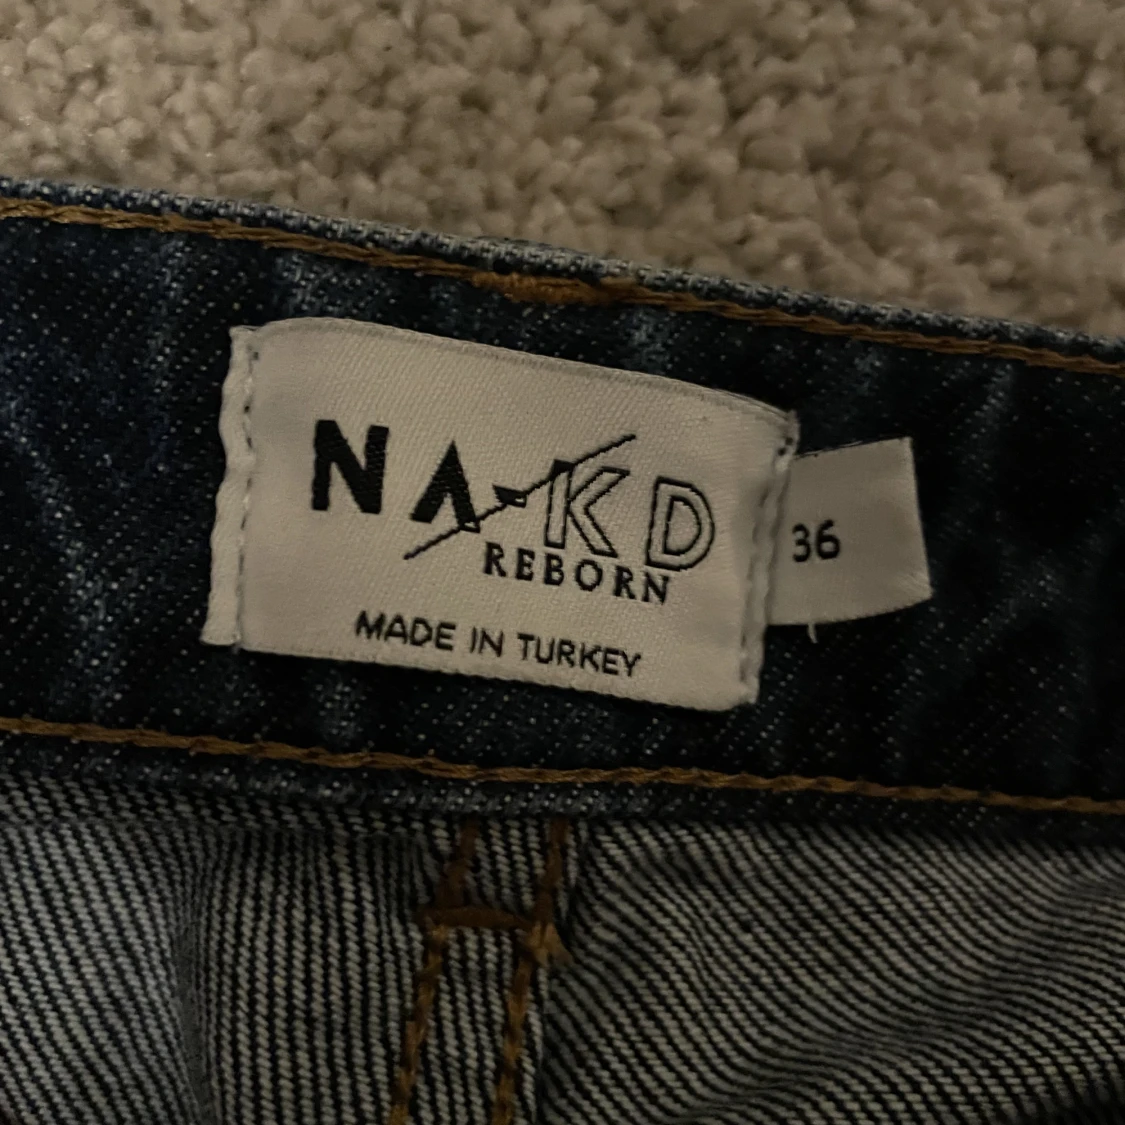 NA-KD
REBORN
MADE IN TURKEY
36